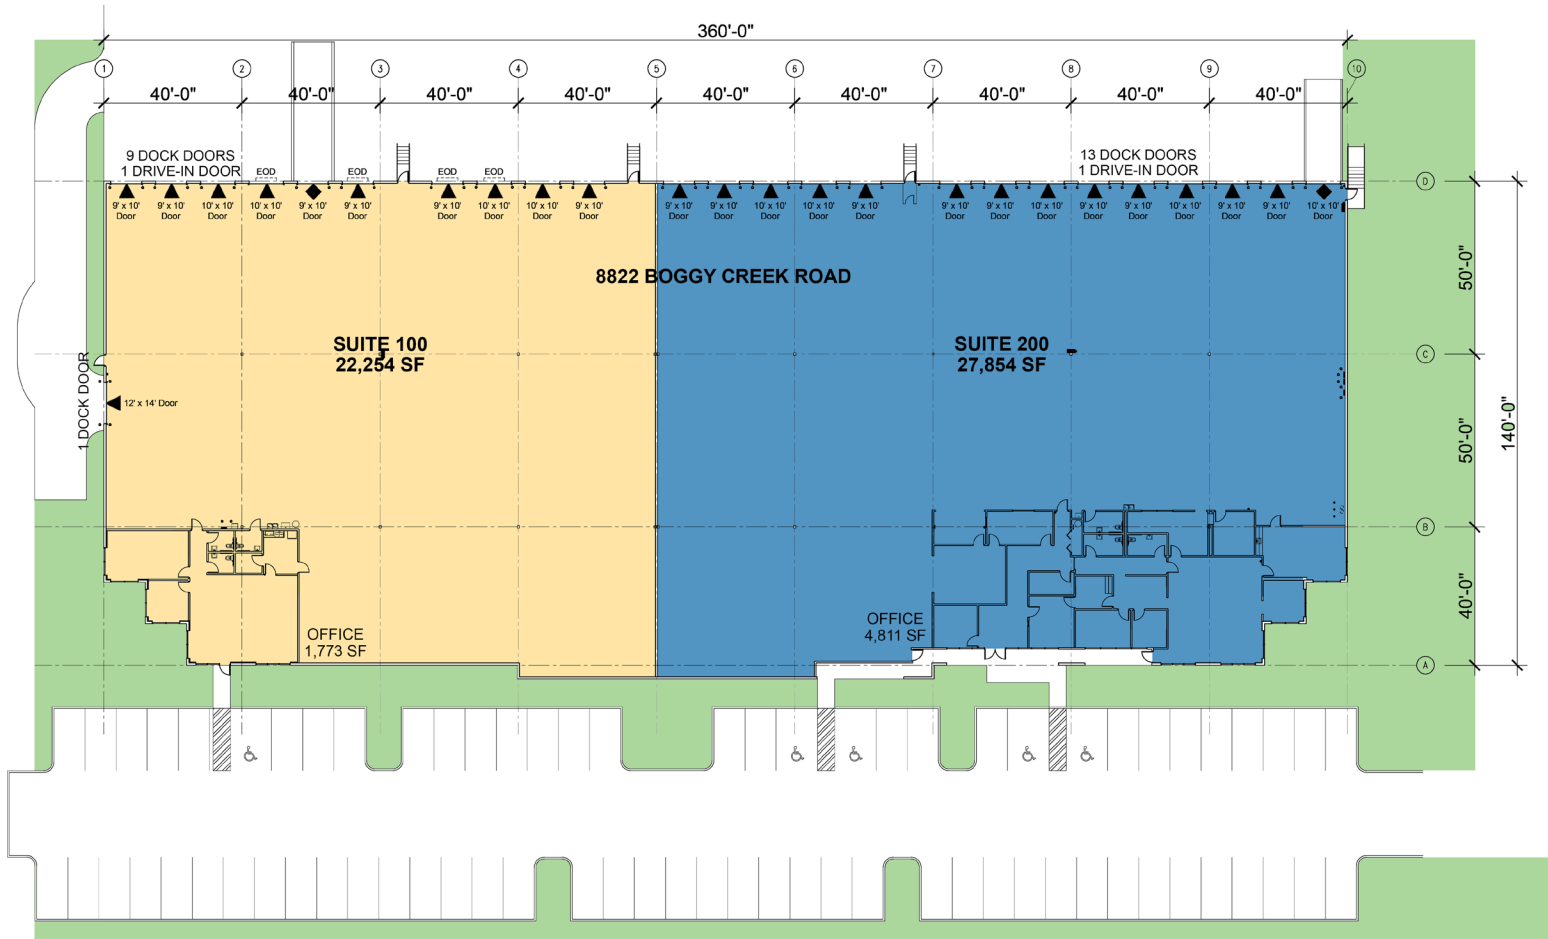 360'-0"
1 2 3 4 5 6 7 8 9 10
40'-0" 40'-0" 40'-0" 40'-0" 40'-0" 40'-0" 40'-0" 40'-0" 40'-0"
9 DOCK DOORS
1 DRIVE-IN DOOR
13 DOCK DOORS
1 DRIVE-IN DOOR
EOD EOD EOD EOD
D
9' x 10' 9' x 10' 10' x 10' 10' x 10' 9' x 10' 9' x 10' 9' x 10' 10' x 10' 10' x 10' 9' x 10' 9' x 10' 9' x 10' 10' x 10' 10' x 10' 9' x 10' 9' x 10' 9' x 10' 10' x 10' 9' x 10' 9' x 10' 10' x 10' 9' x 10' 9' x 10' 10' x 10'
Door Door Door Door Door Door Door Door Door Door Door Door Door Door Door Door Door Door Door Door Door Door Door Door
50'-0"
8822 BOGGY CREEK ROAD
SUITE 100
22,254 SF
SUITE 200
27,854 SF
C
1 DOCK DOOR
12' x 14' Door
50'-0"
140'-0"
B
40'-0"
OFFICE
1,773 SF
OFFICE
4,811 SF
A